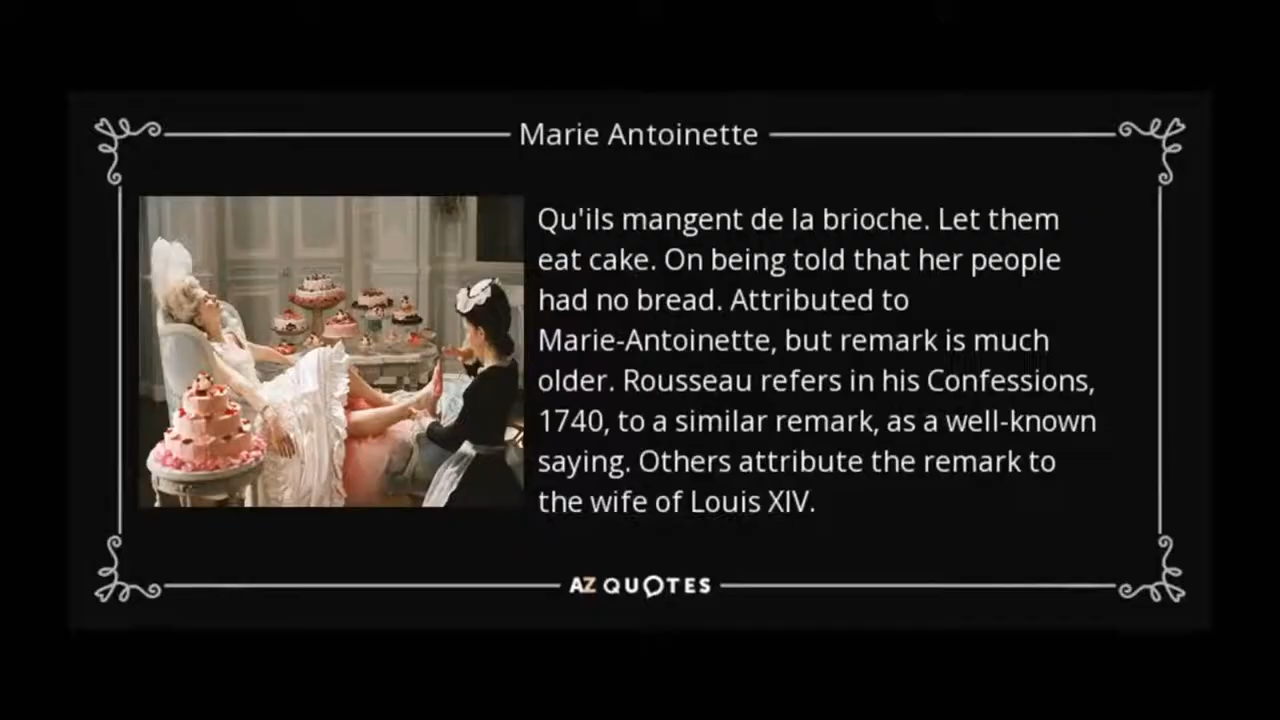 Marie Antoinette
Qu'ils mangent de la brioche. Let them
eat cake. On being told that her people
had no bread. Attributed to
Marie-Antoinette, but remark is much
older. Rousseau refers in his Confessions,
1740, to a similar remark, as a well-known
saying. Others attribute the remark to
the wife of Louis XIV.
AZ QUOTES